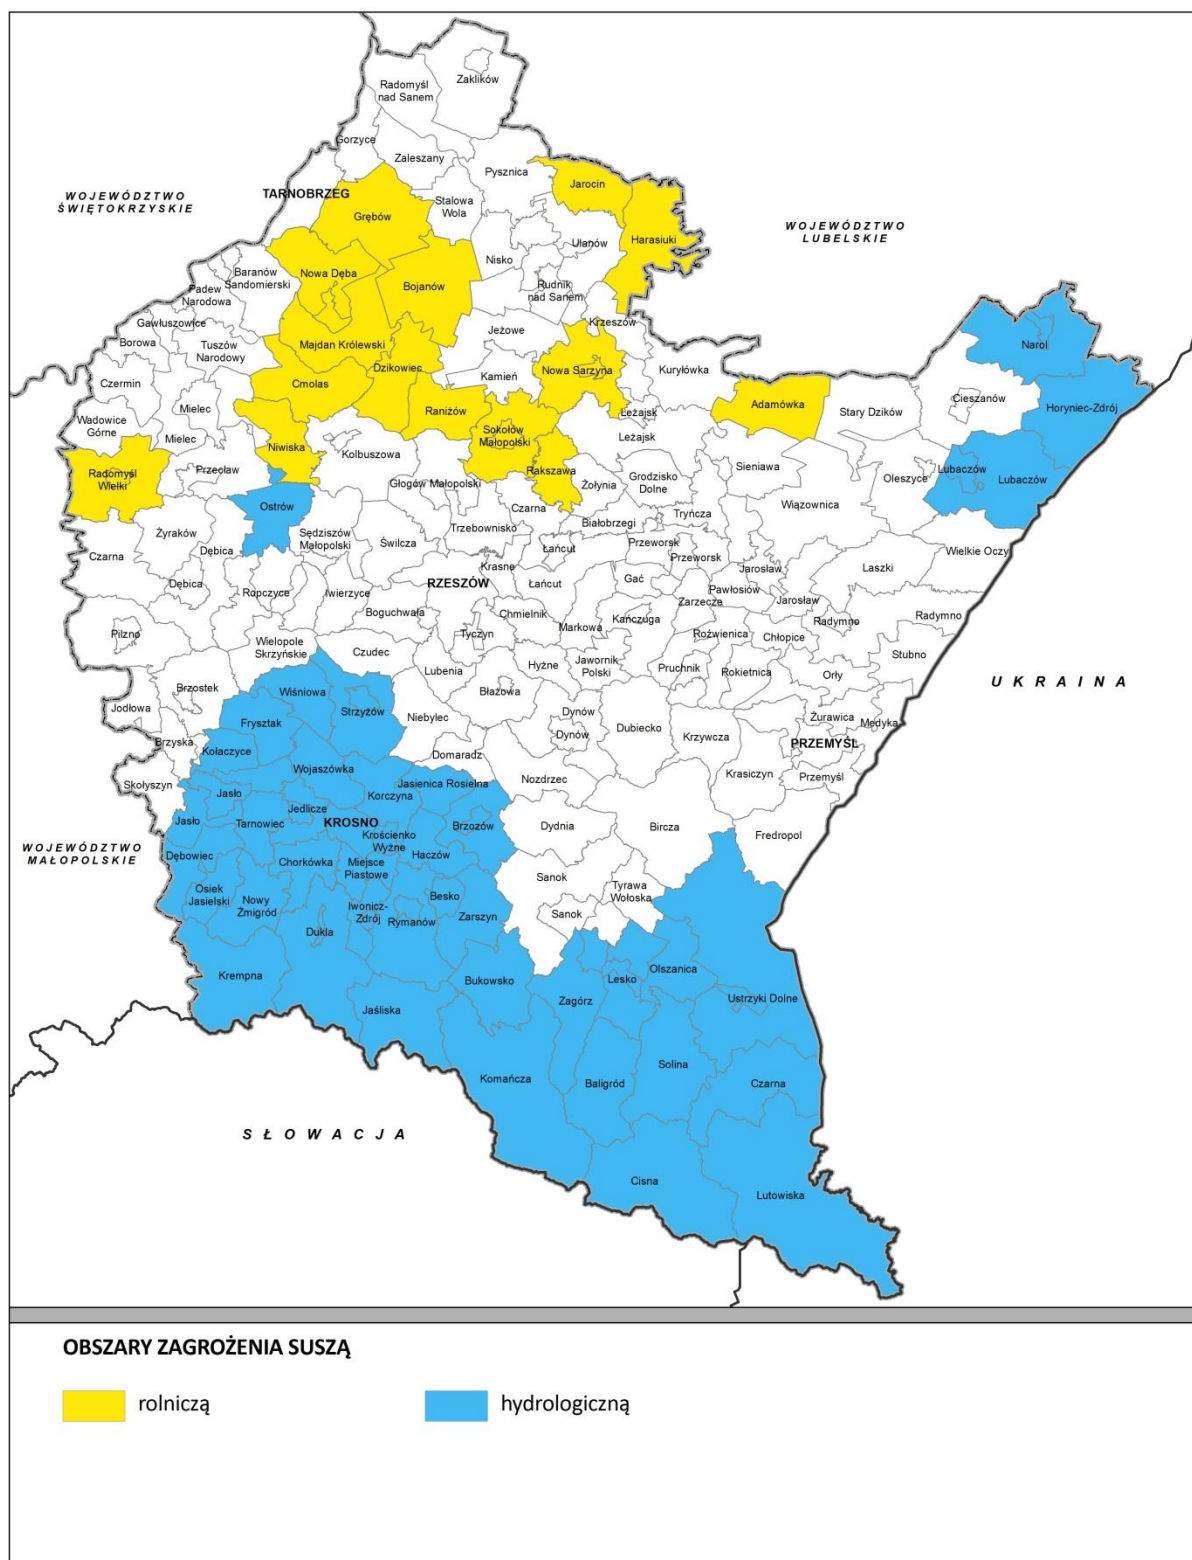 Zaklików
Radomyśl
nad Sanem
Gorzyce
Zaleszany
Pysznica
WOJEWÓDZTWO
ŚWIĘTOKRZYSKIE
TARNOBRZEG
Jarocin
Stalowa
Wola
Grębów
WOJEWÓDZTWO
LUBELSKIE
Ulanów
Harasiuki
Nisko
Baranów
Sandomierski
Nowa Dęba
Bojanów
Rudnik
nad Sanem
Padew
Narodowa
Gawłuszowice
Krzeszów
Jeżowe
Borowa
Tuszów
Narodowy
Majdan Królewski
Narol
Dzikowiec
Kamień
Nowa Sarzyna
Kuryłówka
Czermin
Cmolas
Cieszanów
Mielec
Raniżów
Leżajsk
Adamówka
Stary Dzików
Horyniec-Zdrój
Wadowice
Górne
Sokołów
Małopolski
Leżajsk
Mielec
Niwiska
Kolbuszowa
Przecław
Radomyśl
Wielki
Rakszawa
Sieniawa
Oleszyce
Lubaczów
Lubaczów
Głogów Małopolski
Żołynia
Grodzisko
Dolne
Wiązownica
Ostrów
Czarna
Tryńcza
Trzebownisko
Białobrzegi
Żyraków
Sędziszów
Małopolski
Świlcza
Dębica
Łańcut
Przeworsk
Przeworsk
Wielkie Oczy
Czarna
Krasne
Laszki
Jarosław
Dębica
RZESZÓW
Łańcut
Gać
Pawłosiów
Ropczyce
Iwierzyce
Zarzecze
Jarosław
Boguchwała
Chmielnik
Kańczuga
Radymno
Radymno
Pilzno
Markowa
Tyczyn
Roźwienica
Chłopice
Wielopole
Skrzyńskie
Czudec
Stubno
Lubenia
Hyżne
Jawornik
Polski
Pruchnik
Rokietnica
Orły
Brzostek
Wiśniowa
Błażowa
UKRAINA
Jodłowa
Strzyżów
Niebylec
Dynów
Frysztak
Żurawica
Medyka
Dubiecko
Dynów
Krzywcza
Brzyska
Kołaczyce
PRZEMYŚL
Domaradz
Wojaszówka
Krasiczyn
Przemyśl
Nozdrzec
Skołyszyn
Jasienica Rosielna
Jasło
Korczyna
Jedlicze
Jasło
Tarnowiec
KROSNO
Brzozów
Dydnia
Bircza
Fredropol
Krościenko
Wyżne
WOJEWÓDZTWO
MAŁOPOLSKIE
Dębowiec
Chorkówka
Miejsce
Piastowe
Haczów
Sanok
Osiek
Jasielski
Nowy
Żmigród
Besko
Tyrawa
Wołoska
Iwonicz-
Zdrój
Zarszyn
Sanok
Rymanów
Dukla
Krempna
Bukowsko
Olszanica
Lesko
Ustrzyki Dolne
Zagórz
Jaśliska
Solina
Komańcza
Baligród
Czarna
SŁOWACJA
Cisna
Lutowiska
OBSZARY ZAGROŻENIA SUSZĄ
rolniczą
hydrologiczną